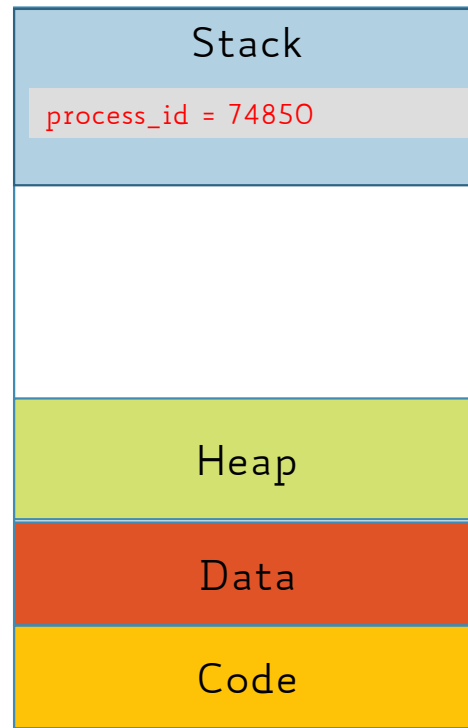 Stack
process_id = 74850
Heap
Data
Code